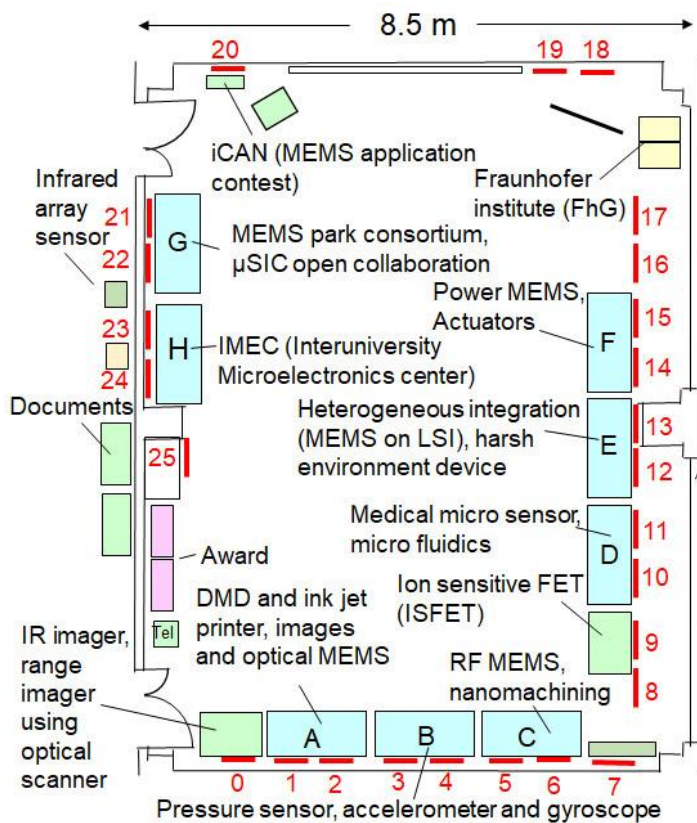 8.5 m
20
19
18
iCAN (MEMS application
contest)
Infrared
array
sensor
Fraunhofer
institute (FhG)
21
22
G
MEMS park consortium,
µSIC open collaboration
17
16
Power MEMS,
Actuators
F
15
14
23
24
H
IMEC (Interuniversity
Microelectronics center)
Documents
25
Heterogeneous integration
(MEMS on LSI), harsh
environment device
E
13
12
Medical micro sensor,
micro fluidics
D
11
10
Award
DMD and ink jet
printer, images
and optical MEMS
Ion sensitive FET
(ISFET)
9
8
Tel
IR imager,
range
imager
using
optical
scanner
RF MEMS,
nanomachining
A
B
C
0
1
2
3
4
5
6
7
Pressure sensor, accelerometer and gyroscope